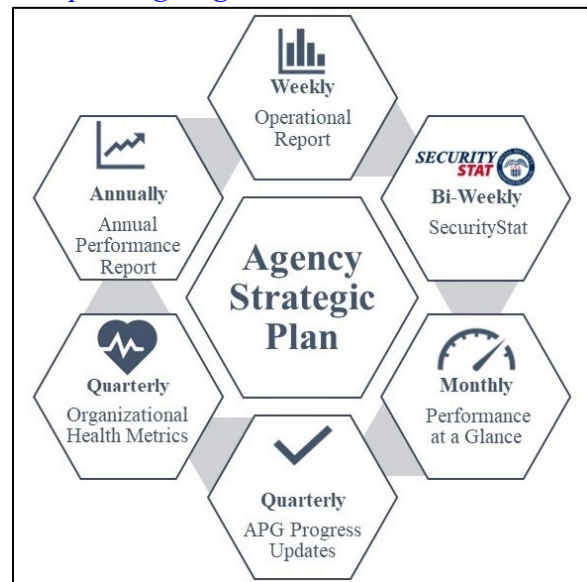 Weekly
Operational
Report
SECURITY
STAT
Bi-Weekly
SecurityStat
Monthly
Performance
at a Glance
Quarterly
APG Progress
Updates
Quarterly
Organizational
Health Metrics
Annually
Annual
Performance
Report
Agency
Strategic
Plan